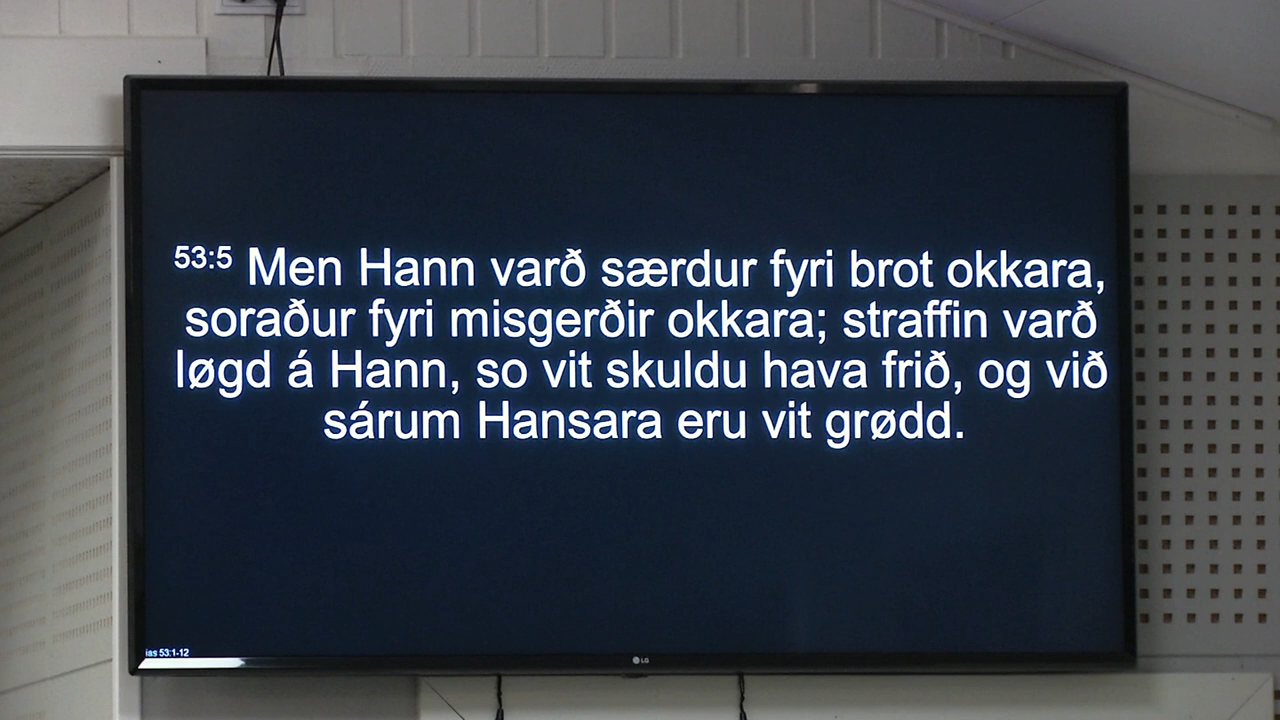 53:5 Men Hann varð særdur fyri brot okkara,
soraður fyri misgerðir okkara; straffin varð
løgd á Hann, so vit skuldu hava frið, og við
sárum Hansara eru vit grødd.
ias 53:1-12
LG